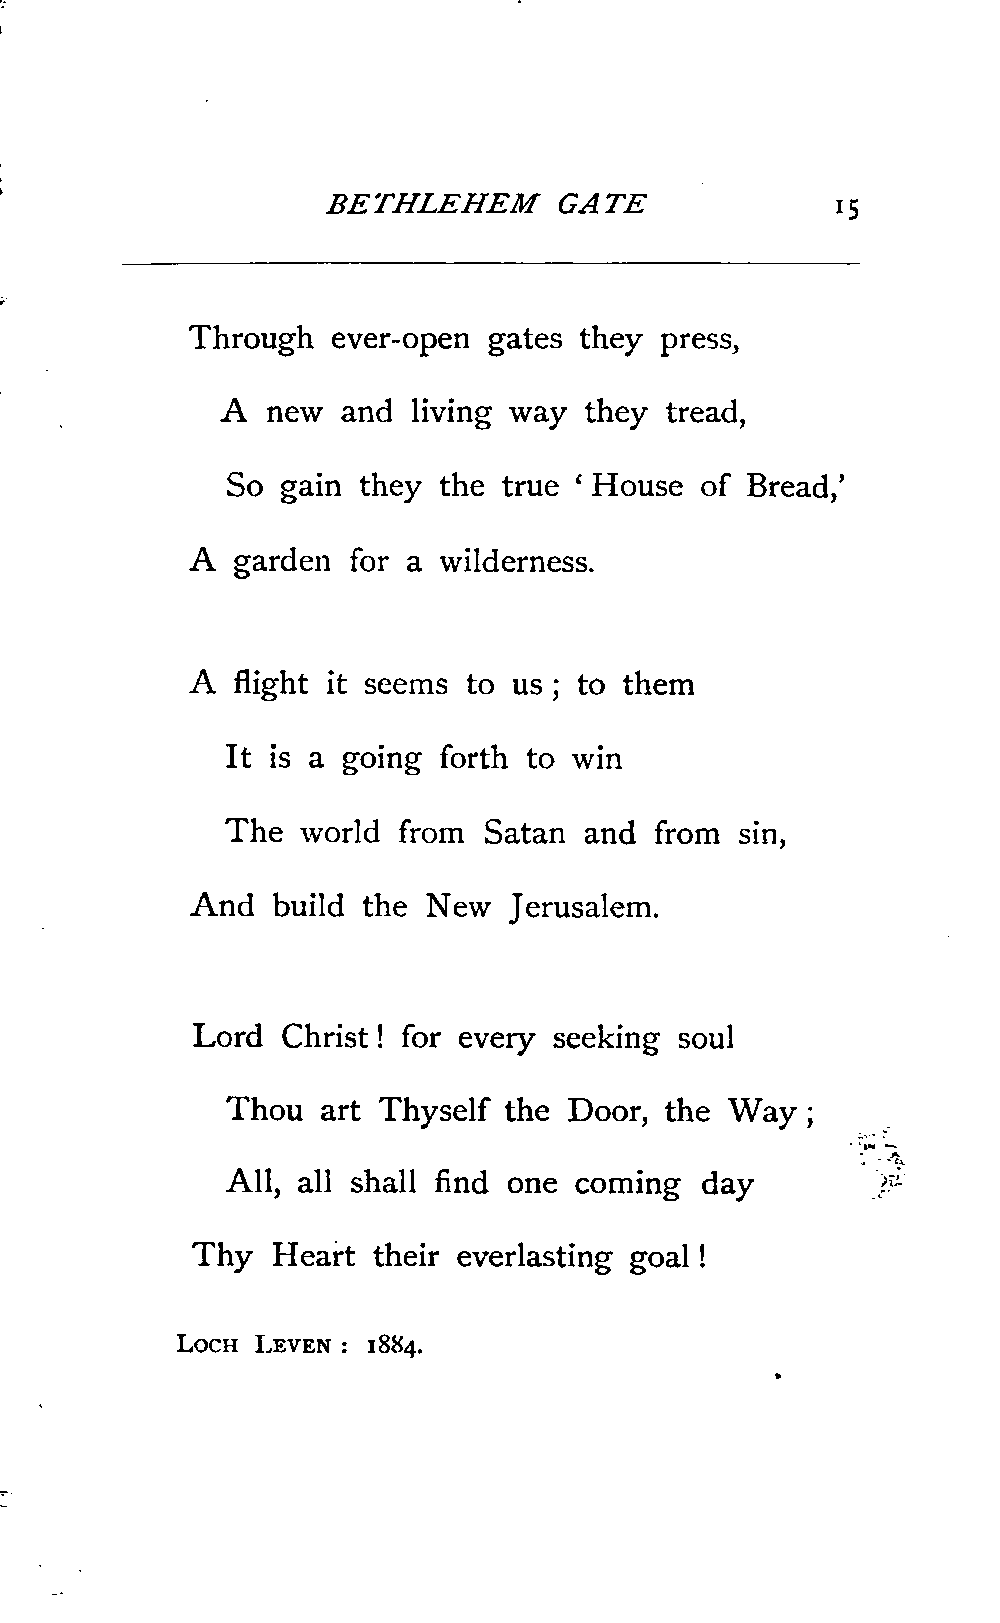 BETHLEHEM GATE 15
Through ever-open gates they press,
A new and living way they tread,
So gain they the true ‘House of Bread,’
A garden for a wilderness.
A flight it seems to us; to them
It is a going forth to win
The world from Satan and from sin,
And build the New Jerusalem.
Lord Christ! for every seeking soul
Thou art Thyself the Door, the Way;
All, all shall find one coming day
Thy Heart their everlasting goal!
LOCH LEVEN: 1884.